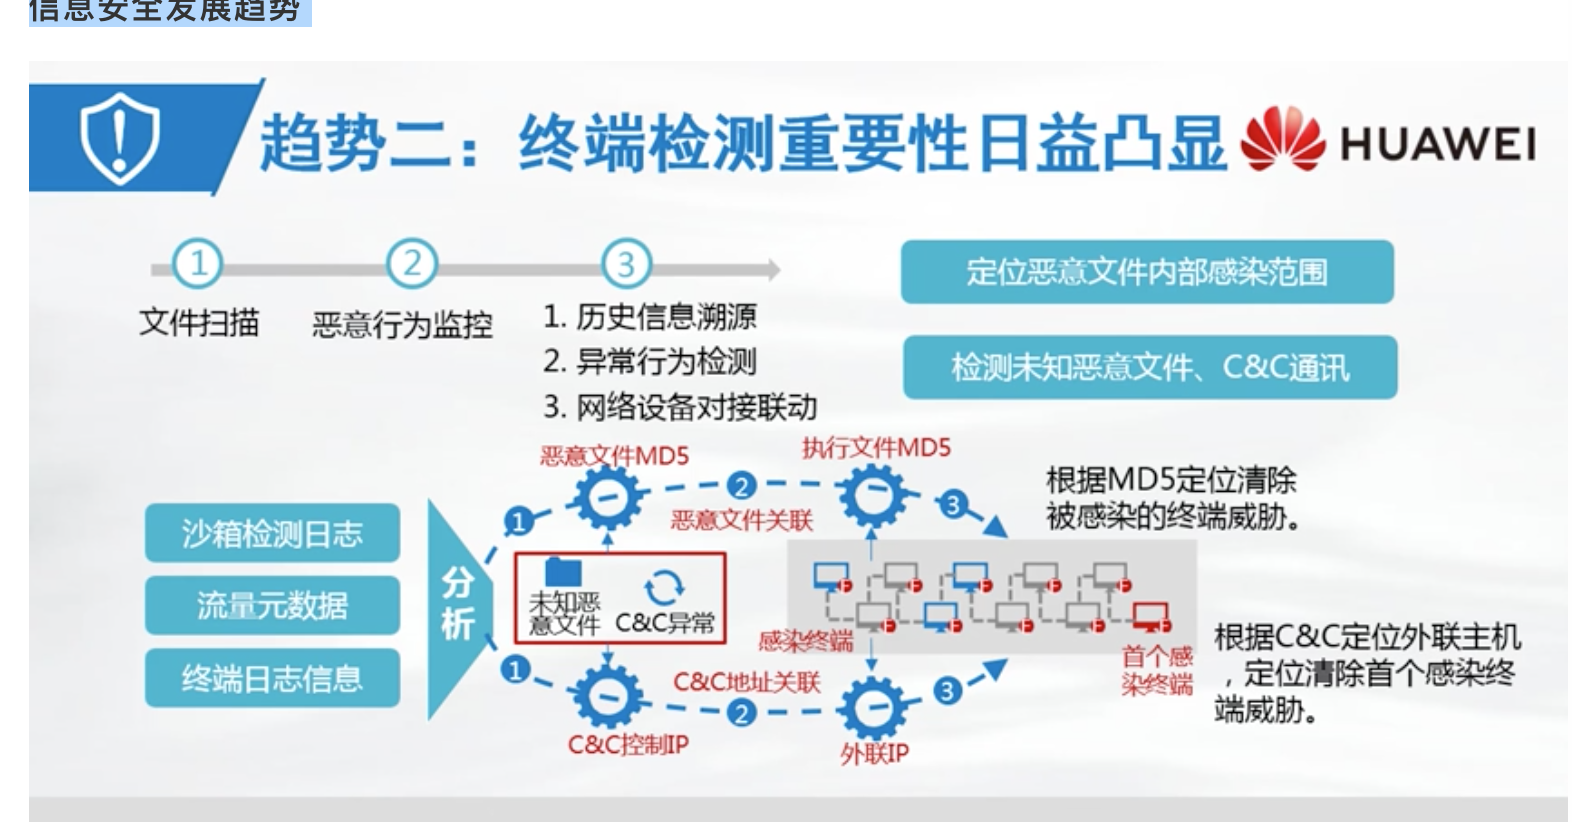 信息安全发展趋势
趋势二：终端检测重要性日益凸显
HUAWEI
1
2
3
文件扫描
恶意行为监控
1. 历史信息溯源
2. 异常行为检测
3. 网络设备对接联动
定位恶意文件内部感染范围
检测未知恶意文件、C&C通讯
沙箱检测日志
流量元数据
终端日志信息
分
析
1
恶意文件MD5
2
恶意文件关联
执行文件MD5
3
根据MD5定位清除
被感染的终端威胁。
未知恶
意文件
C&C异常
感染终端
首个感
染终端
1
C&C控制IP
C&C地址关联
2
外联IP
3
根据C&C定位外联主机
，定位清除首个感染终
端威胁。